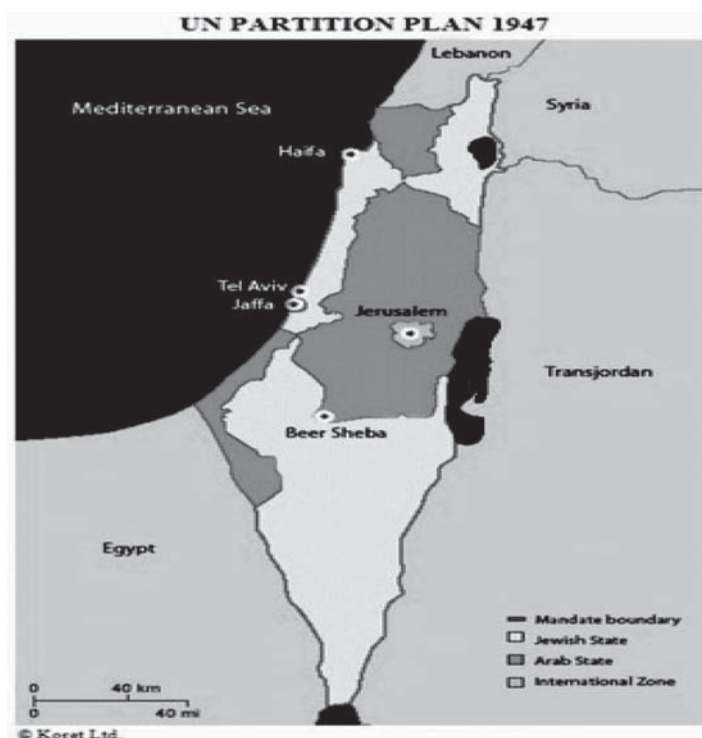 UN PARTITION PLAN 1947
Lebanon
Mediterranean Sea
Syria
Haifa
Tel Aviv
Jaffa
Jerusalem
Transjordan
Beer Sheba
Egypt
Mandate boundary
Jewish State
Arab State
International Zone
0 40 km
0 40 mi
© Koret Ltd.